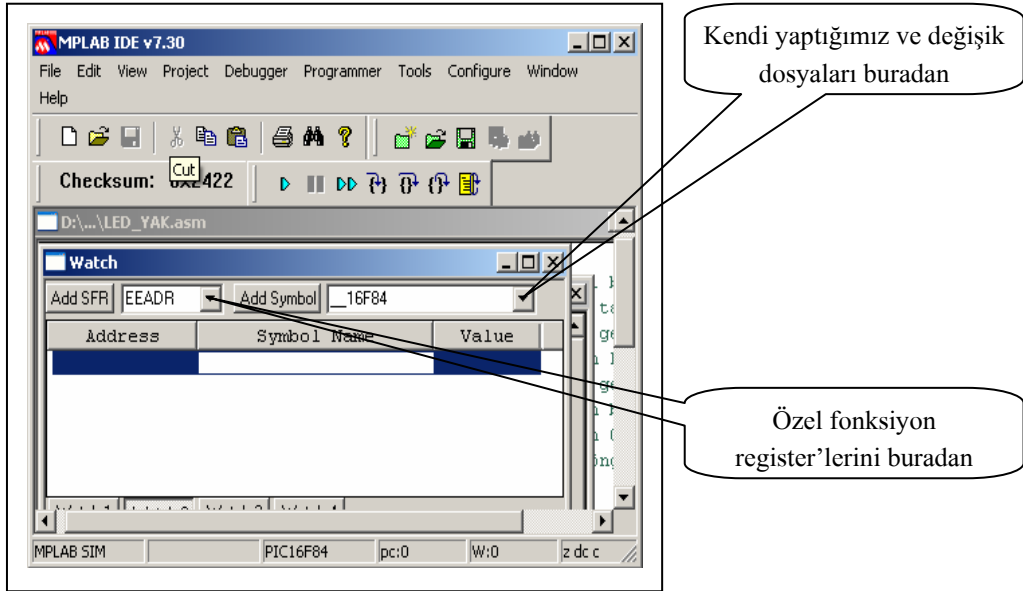 MPLAB IDE v7.30
File Edit View Project Debugger Programmer Tools Configure Window
Help
Cut
Checksum: 0x2422
D:\...\LED_YAK.asm
Watch
Add SFR EEADR Add Symbol __16F84
Address Symbol Name Value
MPLAB SIM PIC16F84 pc:0 W:0 z dc c
Kendi yaptığımız ve değişik
dosyaları buradan
Özel fonksiyon
register’lerini buradan